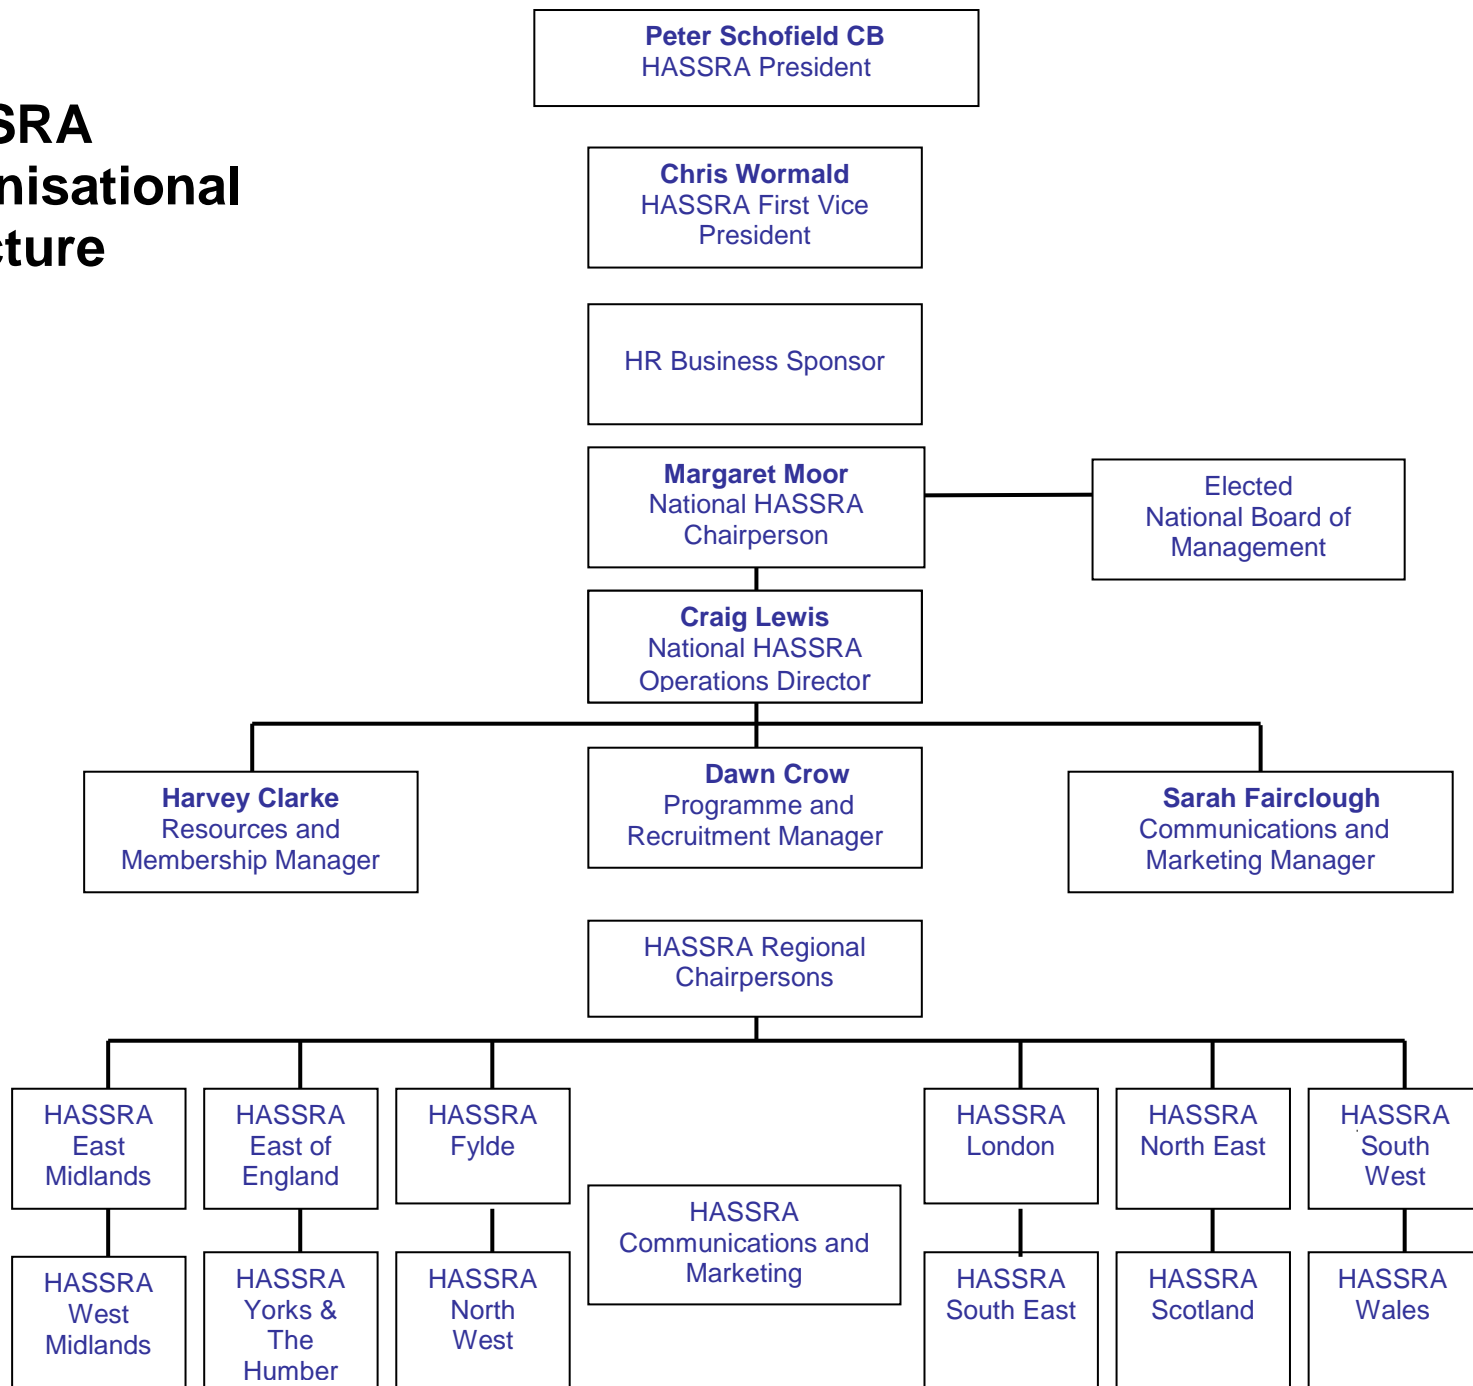 Peter Schofield CB
HASSRA President
SRA
nisational
cture
Chris Wormald
HASSRA First Vice
President
HR Business Sponsor
Margaret Moor
National HASSRA
Chairperson
Elected
National Board of
Management
Craig Lewis
National HASSRA
Operations Director
Harvey Clarke
Resources and
Membership Manager
Dawn Crow
Programme and
Recruitment Manager
Sarah Fairclough
Communications and
Marketing Manager
HASSRA Regional
Chairpersons
HASSRA
East
Midlands
HASSRA
East of
England
HASSRA
Fylde
HASSRA
London
HASSRA
North East
HASSRA
South
West
HASSRA
Communications and
Marketing
HASSRA
West
Midlands
HASSRA
Yorks &
The
Humber
HASSRA
North
West
HASSRA
South East
HASSRA
Scotland
HASSRA
Wales